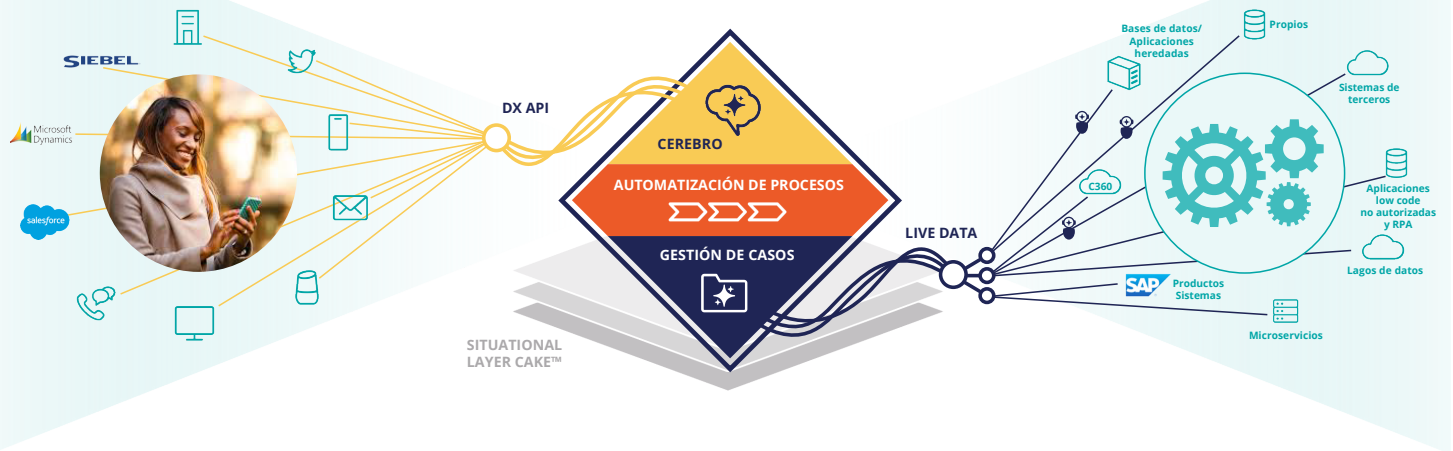 SIEBEL
Microsoft
Dynamics
salesforce
DX API
CEREBRO
AUTOMATIZACIÓN DE PROCESOS
GESTIÓN DE CASOS
SITUATIONAL
LAYER CAKE™
LIVE DATA
Bases de datos/
Aplicaciones
heredadas
Propios
Sistemas de
terceros
C360
Aplicaciones
low code
no autorizadas
y RPA
Lagos de datos
SAP
Productos
Sistemas
Microservicios